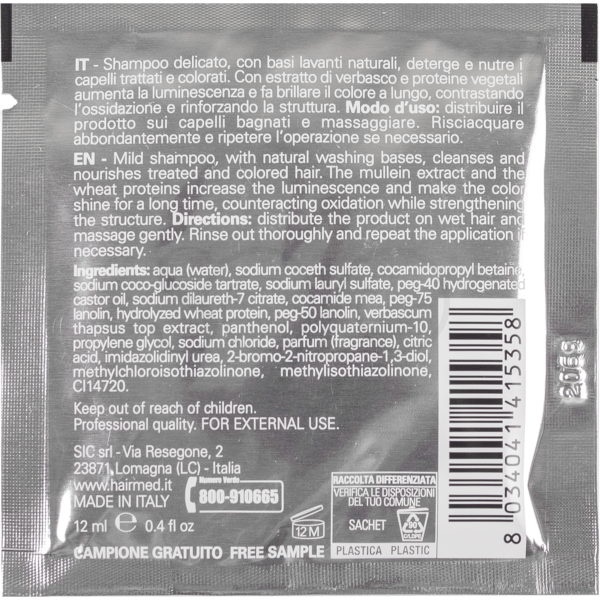 IT - Shampoo delicato, con basi lavanti naturali, deterge e nutre i
capelli trattati e colorati. Con estratto di verbasco e proteine vegetali
aumenta la luminescenza e fa brillare il colore a lungo, contrastando
l'ossidazione e rinforzando la struttura. Modo d'uso: distribuire il
prodotto sui capelli bagnati e massaggiare. Risciacquare
abbondantemente e ripetere l'operazione se necessario.
EN - Mild shampoo, with natural washing bases, cleanses and
nourishes treated and colored hair. The mullein extract and the
wheat proteins increase the luminescence and make the color
shine for a long time, counteracting oxidation while strengthening
the structure. Directions: distribute the product on wet hair and
massage gently. Rinse out thoroughly and repeat the application if
necessary.
Ingredients: aqua (water), sodium coceth sulfate, cocamidopropyl betaine,
sodium coco-glucoside tartrate, sodium lauryl sulfate, peg-40 hydrogenated
castor oil, sodium dilaureth-7 citrate, cocamide mea, peg-75
lanolin, hydrolyzed wheat protein, peg-50 lanolin, verbascum
thapsus top extract, panthenol, polyquaternium-10,
propylene glycol, sodium chloride, parfum (fragrance), citric
acid, imidazolidinyl urea, 2-bromo-2-nitropropane-1,3-diol,
methylchloroisothiazolinone, methylisothiazolinone,
CI14720.
Keep out of reach of children.
Professional quality. FOR EXTERNAL USE.
SIC srl - Via Resegone, 2
23871 Lomagna (LC) - Italia
www.hairmed.it
MADE IN ITALY
Numero Verde
800-910665
12 ml e 0.4 fl oz
12 M
CAMPIONE GRATUITO FREE SAMPLE
RACCOLTA DIFFERENZIATA
VERIFICA LE DISPOSIZIONI
DEL TUO COMUNE
SACHET
90
C/LDPE
PLASTICA PLASTIC
8 034041 415358